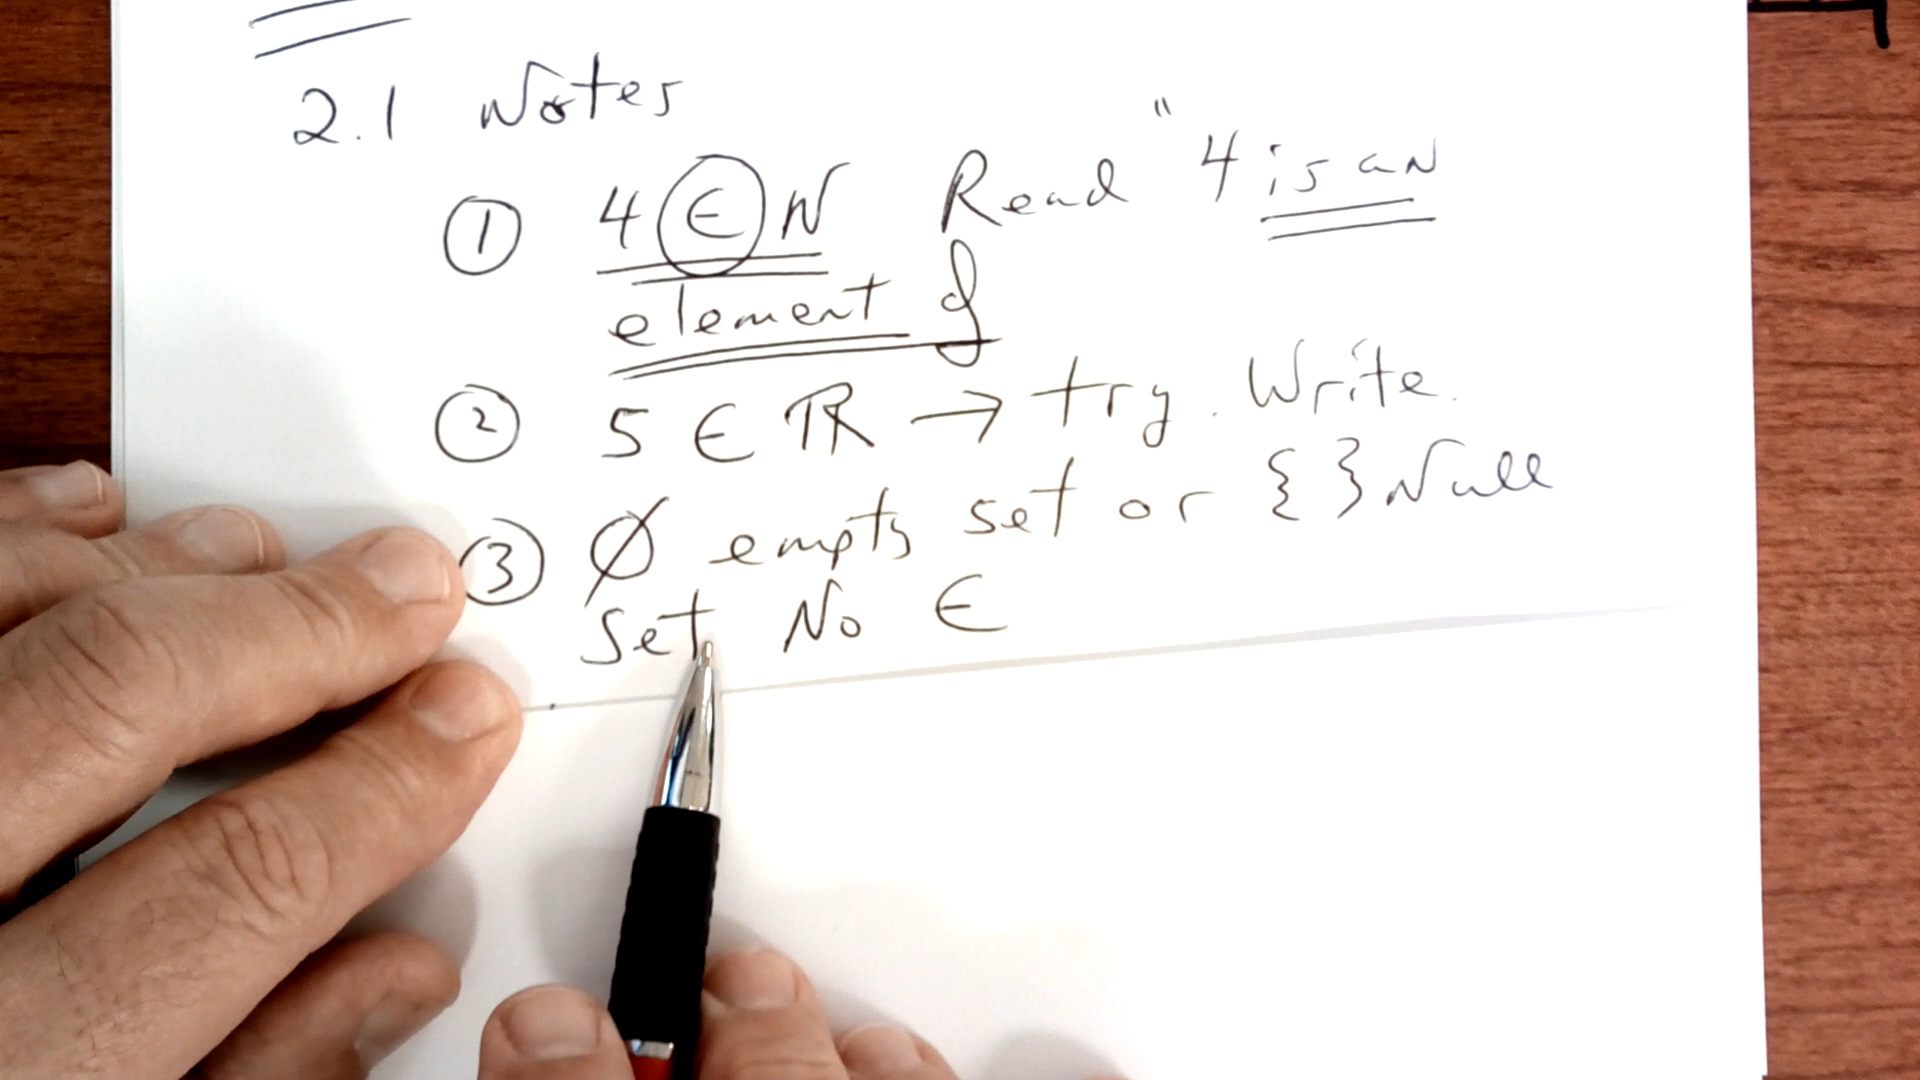 2.1 Notes
① 4 ∈ N Read "4 is an
element of
② 5 ∈ ℝ → try. Write.
③ Ø empty set or { } Null
Set No ∈